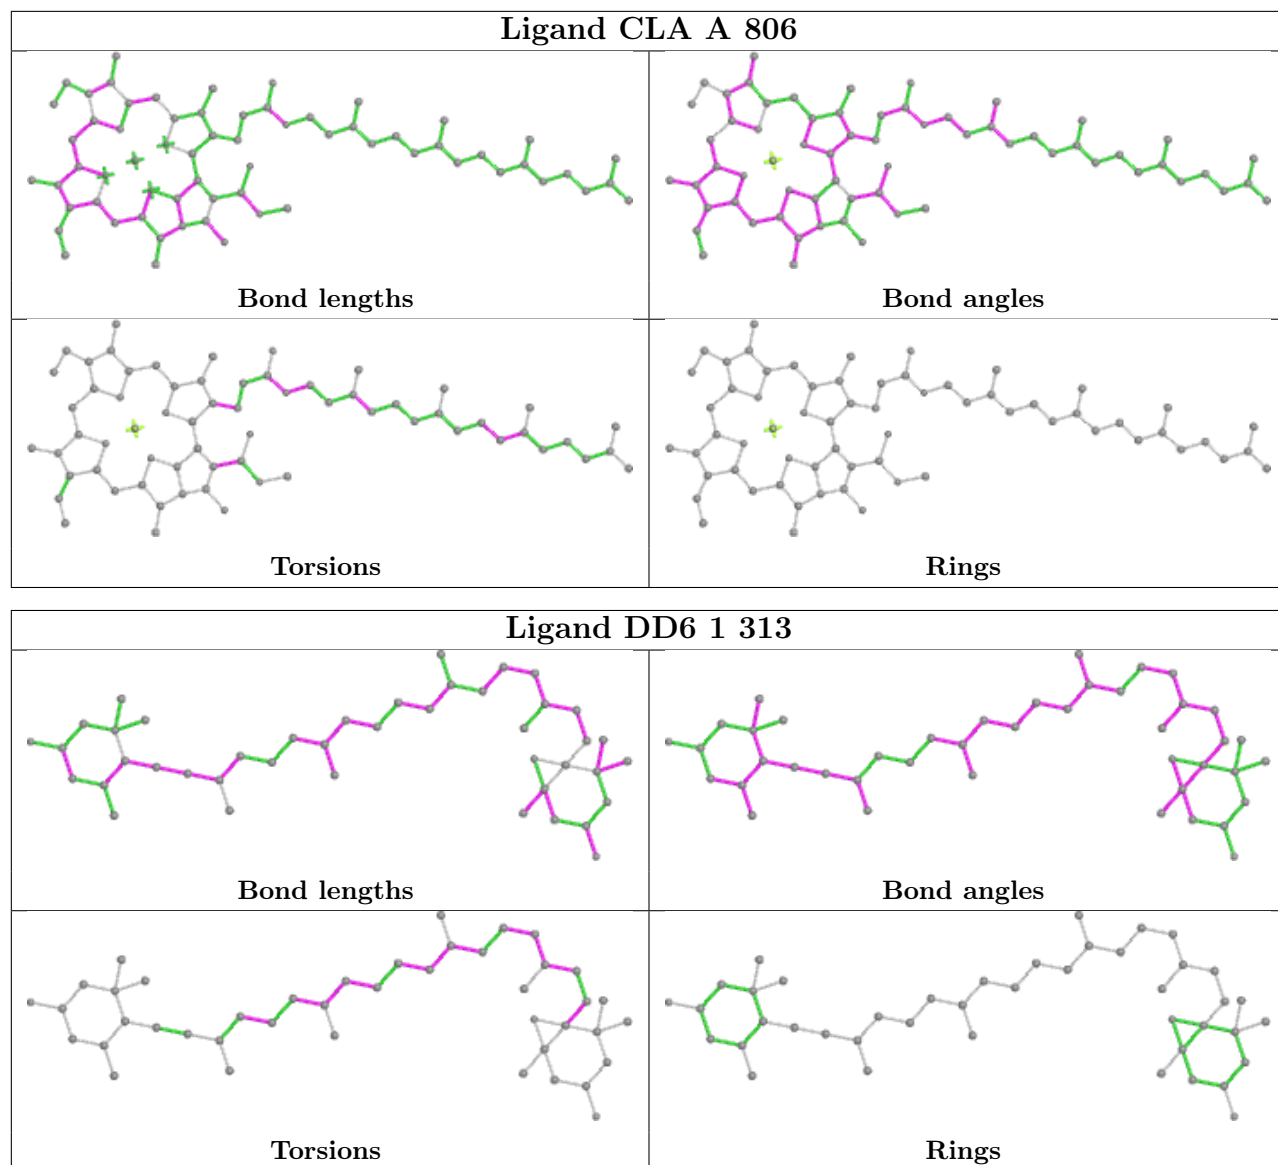 Ligand CLA A 806
Bond lengths
Bond angles
Torsions
Rings
Ligand DD6 1 313
Bond lengths
Bond angles
Torsions
Rings